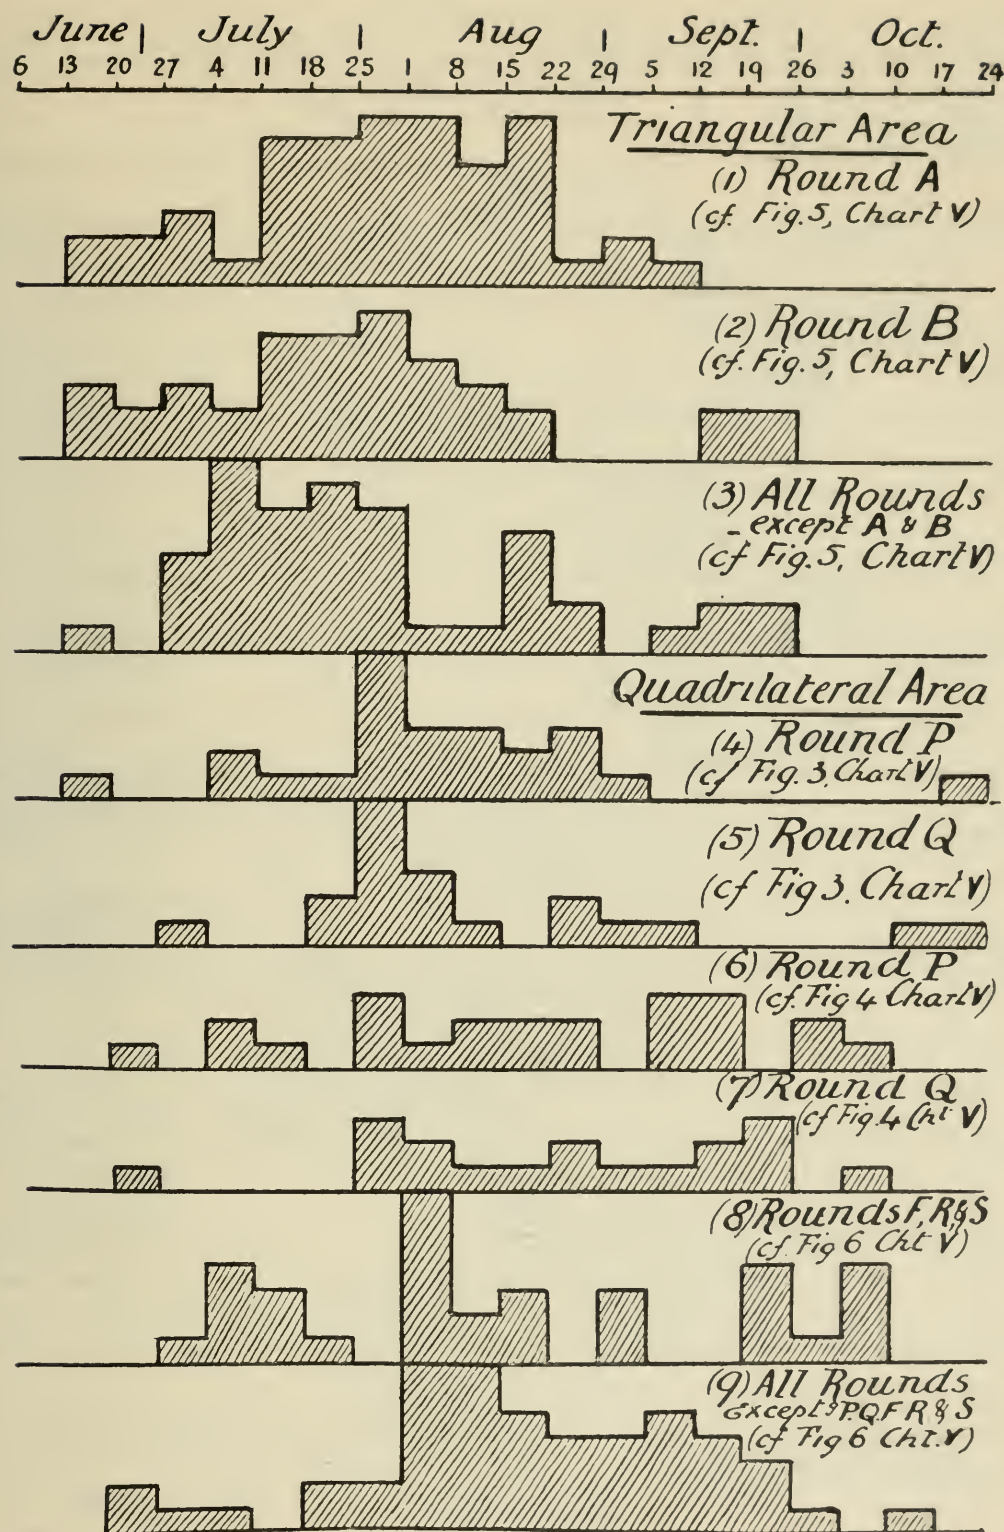 June | July | Aug | Sept. | Oct.
6 13 20 27 4 11 18 25 1 8 15 22 29 5 12 19 26 3 10 17 24
Triangular Area
(1) Round A
(cf. Fig. 5, Chart V)
(2) Round B
(cf. Fig. 5, Chart V)
(3) All Rounds
except A & B
(cf Fig. 5, Chart V)
Quadrilateral Area
(4) Round P
(cf Fig. 3, Chart V)
(5) Round Q
(cf Fig 3. Chart V)
(6) Round P
(cf. Fig 4 Chart V)
(7) Round Q
(cf Fig. 4 Cht V)
(8) Rounds F, R, & S
(cf. Fig 6 Cht V)
(9) All Rounds
except P.Q.F R & S
(cf Fig 6 Cht. V)